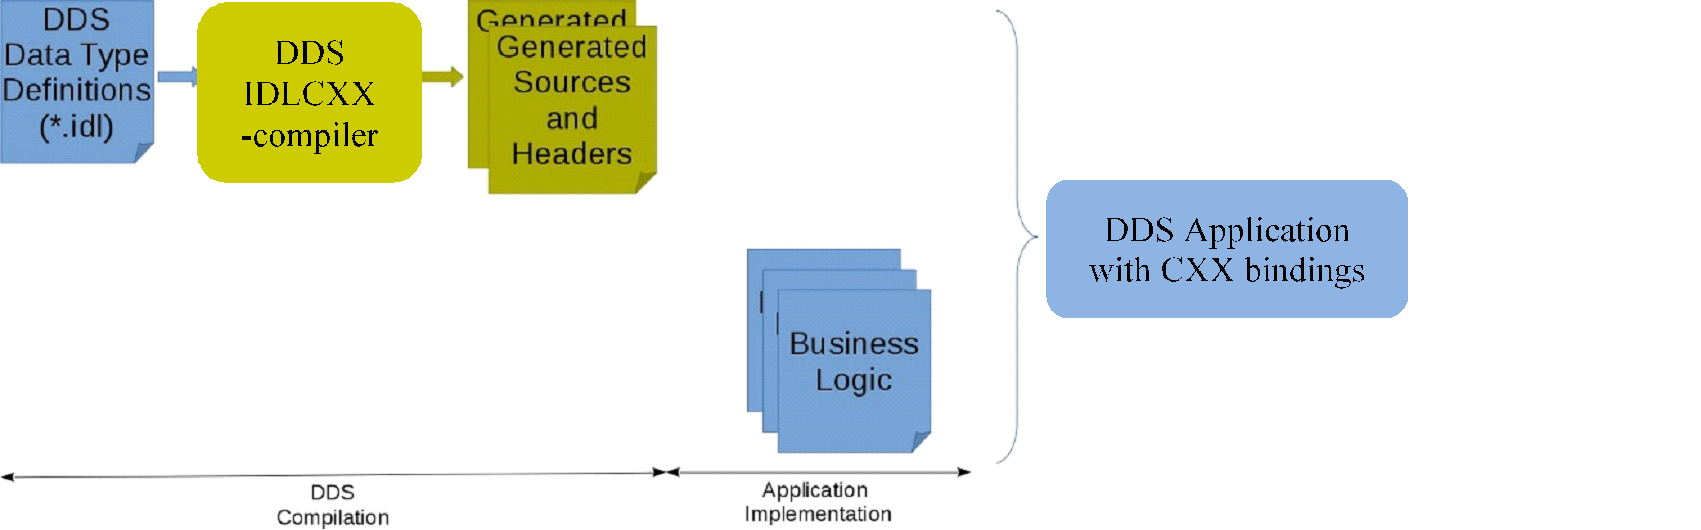 DDS
Data Type
Definitions
(*.idl)
DDS
IDLCXX
-compiler
Generated
Generated
Sources
and
Headers
DDS Application
with CXX bindings
Business
Logic
DDS
Compilation
Application
Implementation